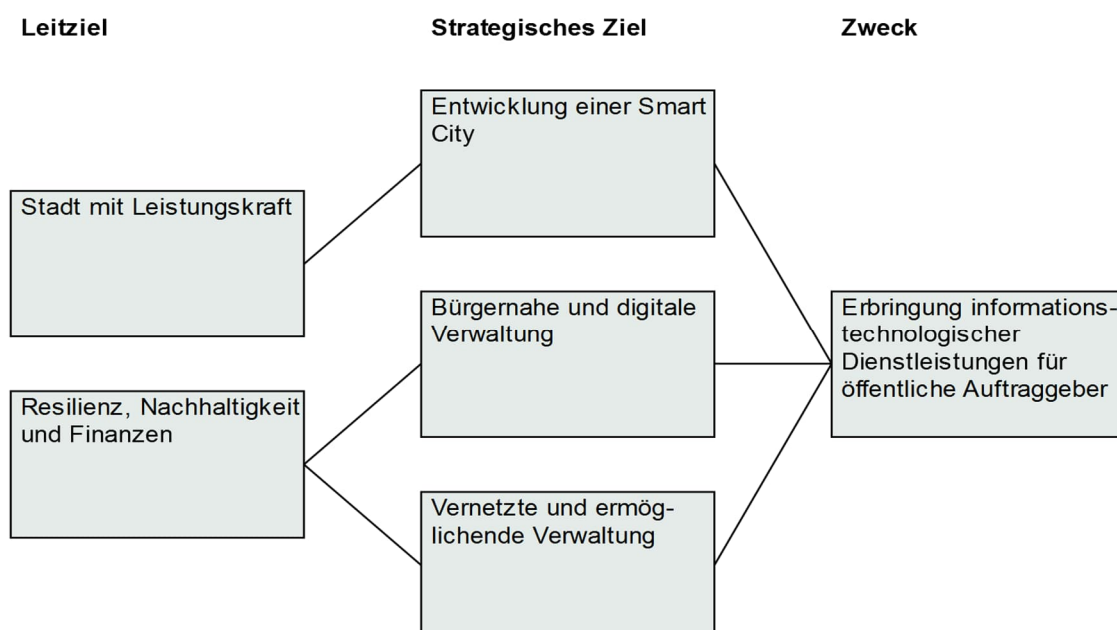 Leitziel
Strategisches Ziel
Zweck
Entwicklung einer Smart
City
Stadt mit Leistungskraft
Bürgernahe und digitale
Verwaltung
Erbringung informations-
technologischer
Dienstleistungen für
öffentliche Auftraggeber
Resilienz, Nachhaltigkeit
und Finanzen
Vernetzte und ermög-
lichende Verwaltung